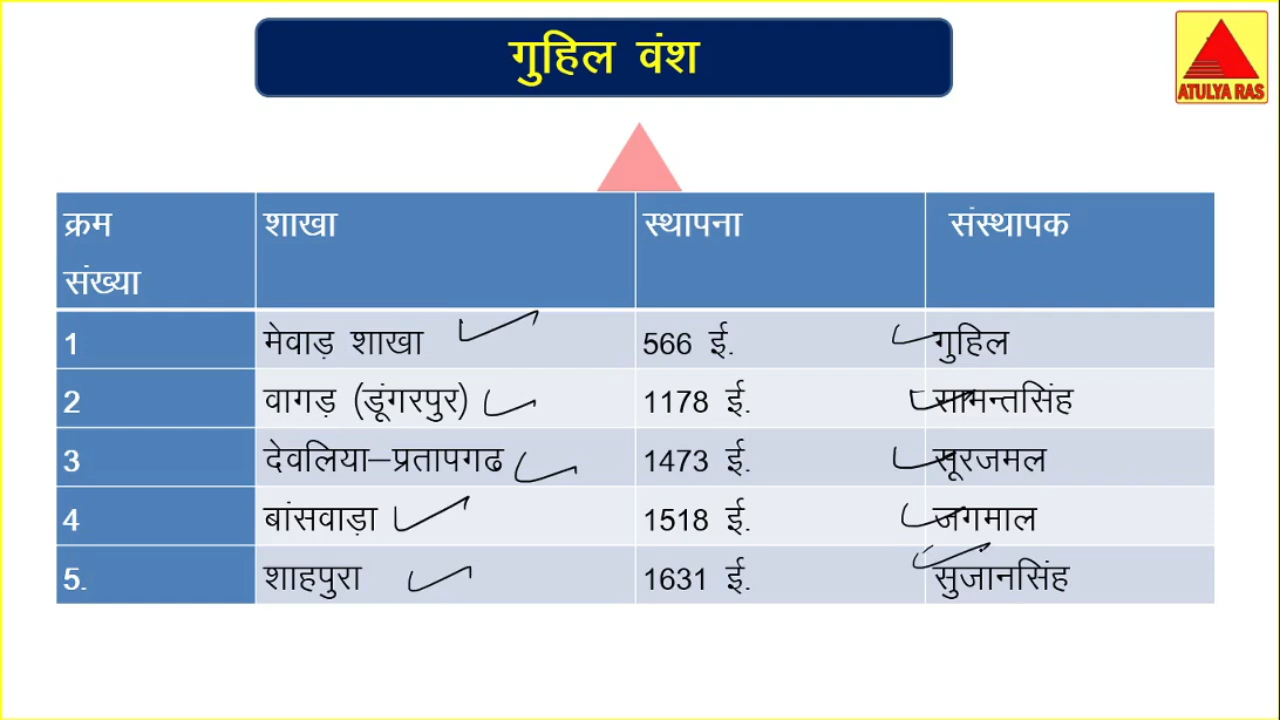 गुहिल वंश
ATULYA RAS
क्रम संख्या शाखा स्थापना संस्थापक
1 मेवाड़ शाखा 566 ई. गुहिल
2 वागड़ (डूंगरपुर) 1178 ई. सामन्तसिंह
3 देवलिया–प्रतापगढ 1473 ई. सूरजमल
4 बांसवाड़ा 1518 ई. जगमाल
5. शाहपुरा 1631 ई. सुजानसिंह